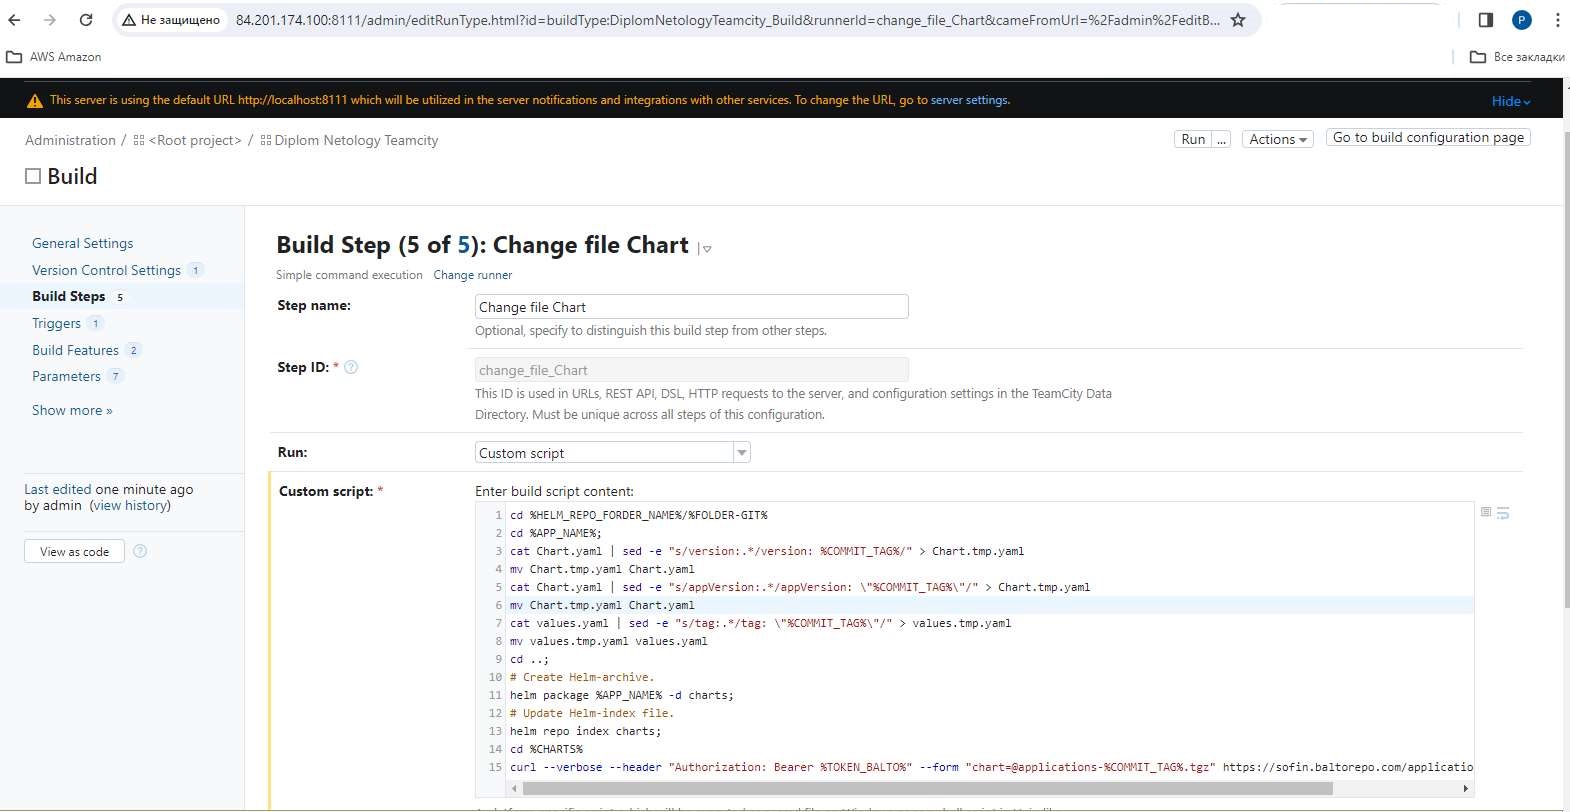 Не защищено 84.201.174.100:8111/admin/editRunType.html?id=buildType:DiplomNetologyTeamcity_Build&runnerId=change_file_Chart&cameFromUrl=%2Fadmin%2FeditB... P
AWS Amazon Все закладки
This server is using the default URL http://localhost:8111 which will be utilized in the server notifications and integrations with other services. To change the URL, go to server settings. Hide
Administration / <Root project> / Diplom Netology Teamcity Run ... Actions Go to build configuration page
Build
General Settings
Version Control Settings 1
Build Steps 5
Triggers 1
Build Features 2
Parameters 7
Show more »
Last edited one minute ago
by admin (view history)
View as code ?
Build Step (5 of 5): Change file Chart
Simple command execution Change runner
Step name: Change file Chart
Optional, specify to distinguish this build step from other steps.
Step ID: * ? change_file_Chart
This ID is used in URLs, REST API, DSL, HTTP requests to the server, and configuration settings in the TeamCity Data
Directory. Must be unique across all steps of this configuration.
Run: Custom script
Custom script: * Enter build script content:
1 cd %HELM_REPO_FORDER_NAME%/%FOLDER-GIT%
2 cd %APP_NAME%;
3 cat Chart.yaml | sed -e "s/version:.*/version: %COMMIT_TAG%/" > Chart.tmp.yaml
4 mv Chart.tmp.yaml Chart.yaml
5 cat Chart.yaml | sed -e "s/appVersion:.*/appVersion: \"%COMMIT_TAG%\"/" > Chart.tmp.yaml
6 mv Chart.tmp.yaml Chart.yaml
7 cat values.yaml | sed -e "s/tag:.*/tag: \"%COMMIT_TAG%\"/" > values.tmp.yaml
8 mv values.tmp.yaml values.yaml
9 cd ..;
10 # Create Helm-archive.
11 helm package %APP_NAME% -d charts;
12 # Update Helm-index file.
13 helm repo index charts;
14 cd %CHARTS%
15 curl --verbose --header "Authorization: Bearer %TOKEN_BALTO%" --form "chart=@applications-%COMMIT_TAG%.tgz" https://sofin.baltorepo.com/applicatio